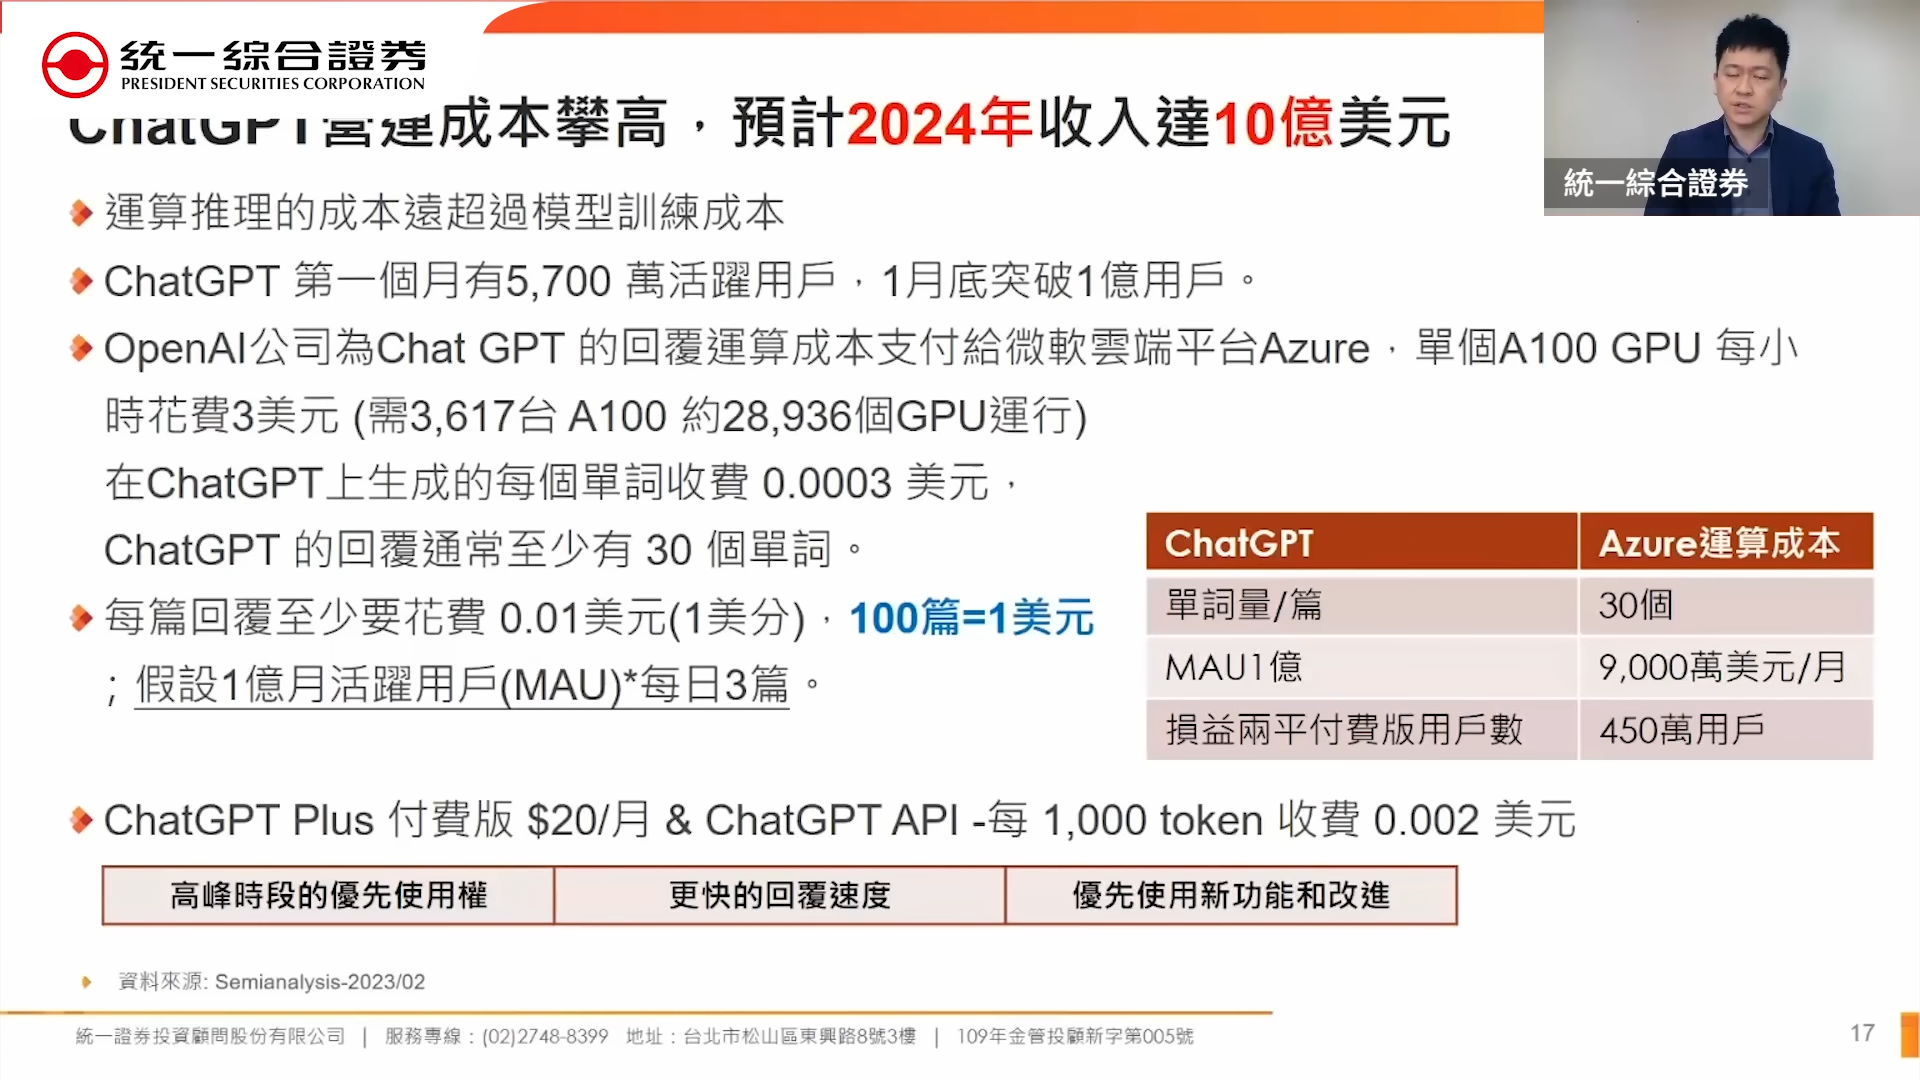 統一綜合證券
PRESIDENT SECURITIES CORPORATION
ChatGPT營運成本攀高，預計2024年收入達10億美元
統一綜合證券
運算推理的成本遠超過模型訓練成本
ChatGPT 第一個月有5,700 萬活躍用戶，1月底突破1億用戶。
OpenAI公司為Chat GPT 的回覆運算成本支付給微軟雲端平台Azure，單個A100 GPU 每小
時花費3美元 (需3,617台 A100 約28,936個GPU運行)
在ChatGPT上生成的每個單詞收費 0.0003 美元，
ChatGPT 的回覆通常至少有 30 個單詞。
每篇回覆至少要花費 0.01美元(1美分)，100篇=1美元
；假設1億月活躍用戶(MAU)*每日3篇。
ChatGPT Azure運算成本
單詞量/篇 30個
MAU1億 9,000萬美元/月
損益兩平付費版用戶數 450萬用戶
ChatGPT Plus 付費版 $20/月 & ChatGPT API -每 1,000 token 收費 0.002 美元
高峰時段的優先使用權 更快的回覆速度 優先使用新功能和改進
資料來源: Semianalysis-2023/02
統一證券投資顧問股份有限公司 | 服務專線：(02)2748-8399 地址：台北市松山區東興路8號3樓 | 109年金管投顧新字第005號
17